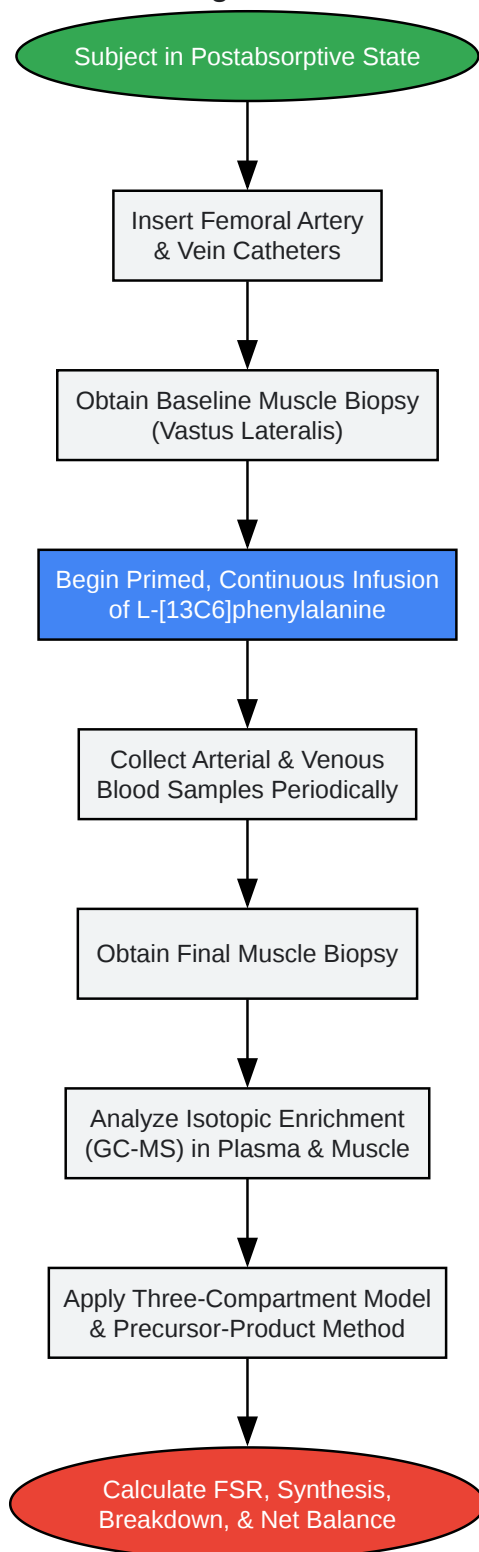 Subject in Postabsorptive State
Insert Femoral Artery
& Vein Catheters
Obtain Baseline Muscle Biopsy
(Vastus Lateralis)
Begin Primed, Continuous Infusion
of L-[13C6]phenylalanine
Collect Arterial & Venous
Blood Samples Periodically
Obtain Final Muscle Biopsy
Analyze Isotopic Enrichment
(GC-MS) in Plasma & Muscle
Apply Three-Compartment Model
& Precursor-Product Method
Calculate FSR, Synthesis,
Breakdown, & Net Balance